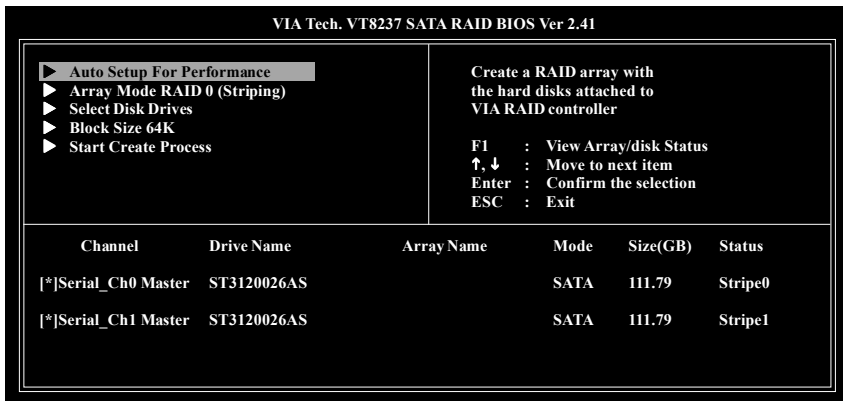 VIA Tech. VT8237 SATA RAID BIOS Ver 2.41
Auto Setup For Performance
Array Mode RAID 0 (Striping)
Select Disk Drives
Block Size 64K
Start Create Process
Create a RAID array with
the hard disks attached to
VIA RAID controller
F1 : View Array/disk Status
↑, ↓ : Move to next item
Enter : Confirm the selection
ESC : Exit
Channel Drive Name Array Name Mode Size(GB) Status
[*]Serial_Ch0 Master ST3120026AS SATA 111.79 Stripe0
[*]Serial_Ch1 Master ST3120026AS SATA 111.79 Stripe1